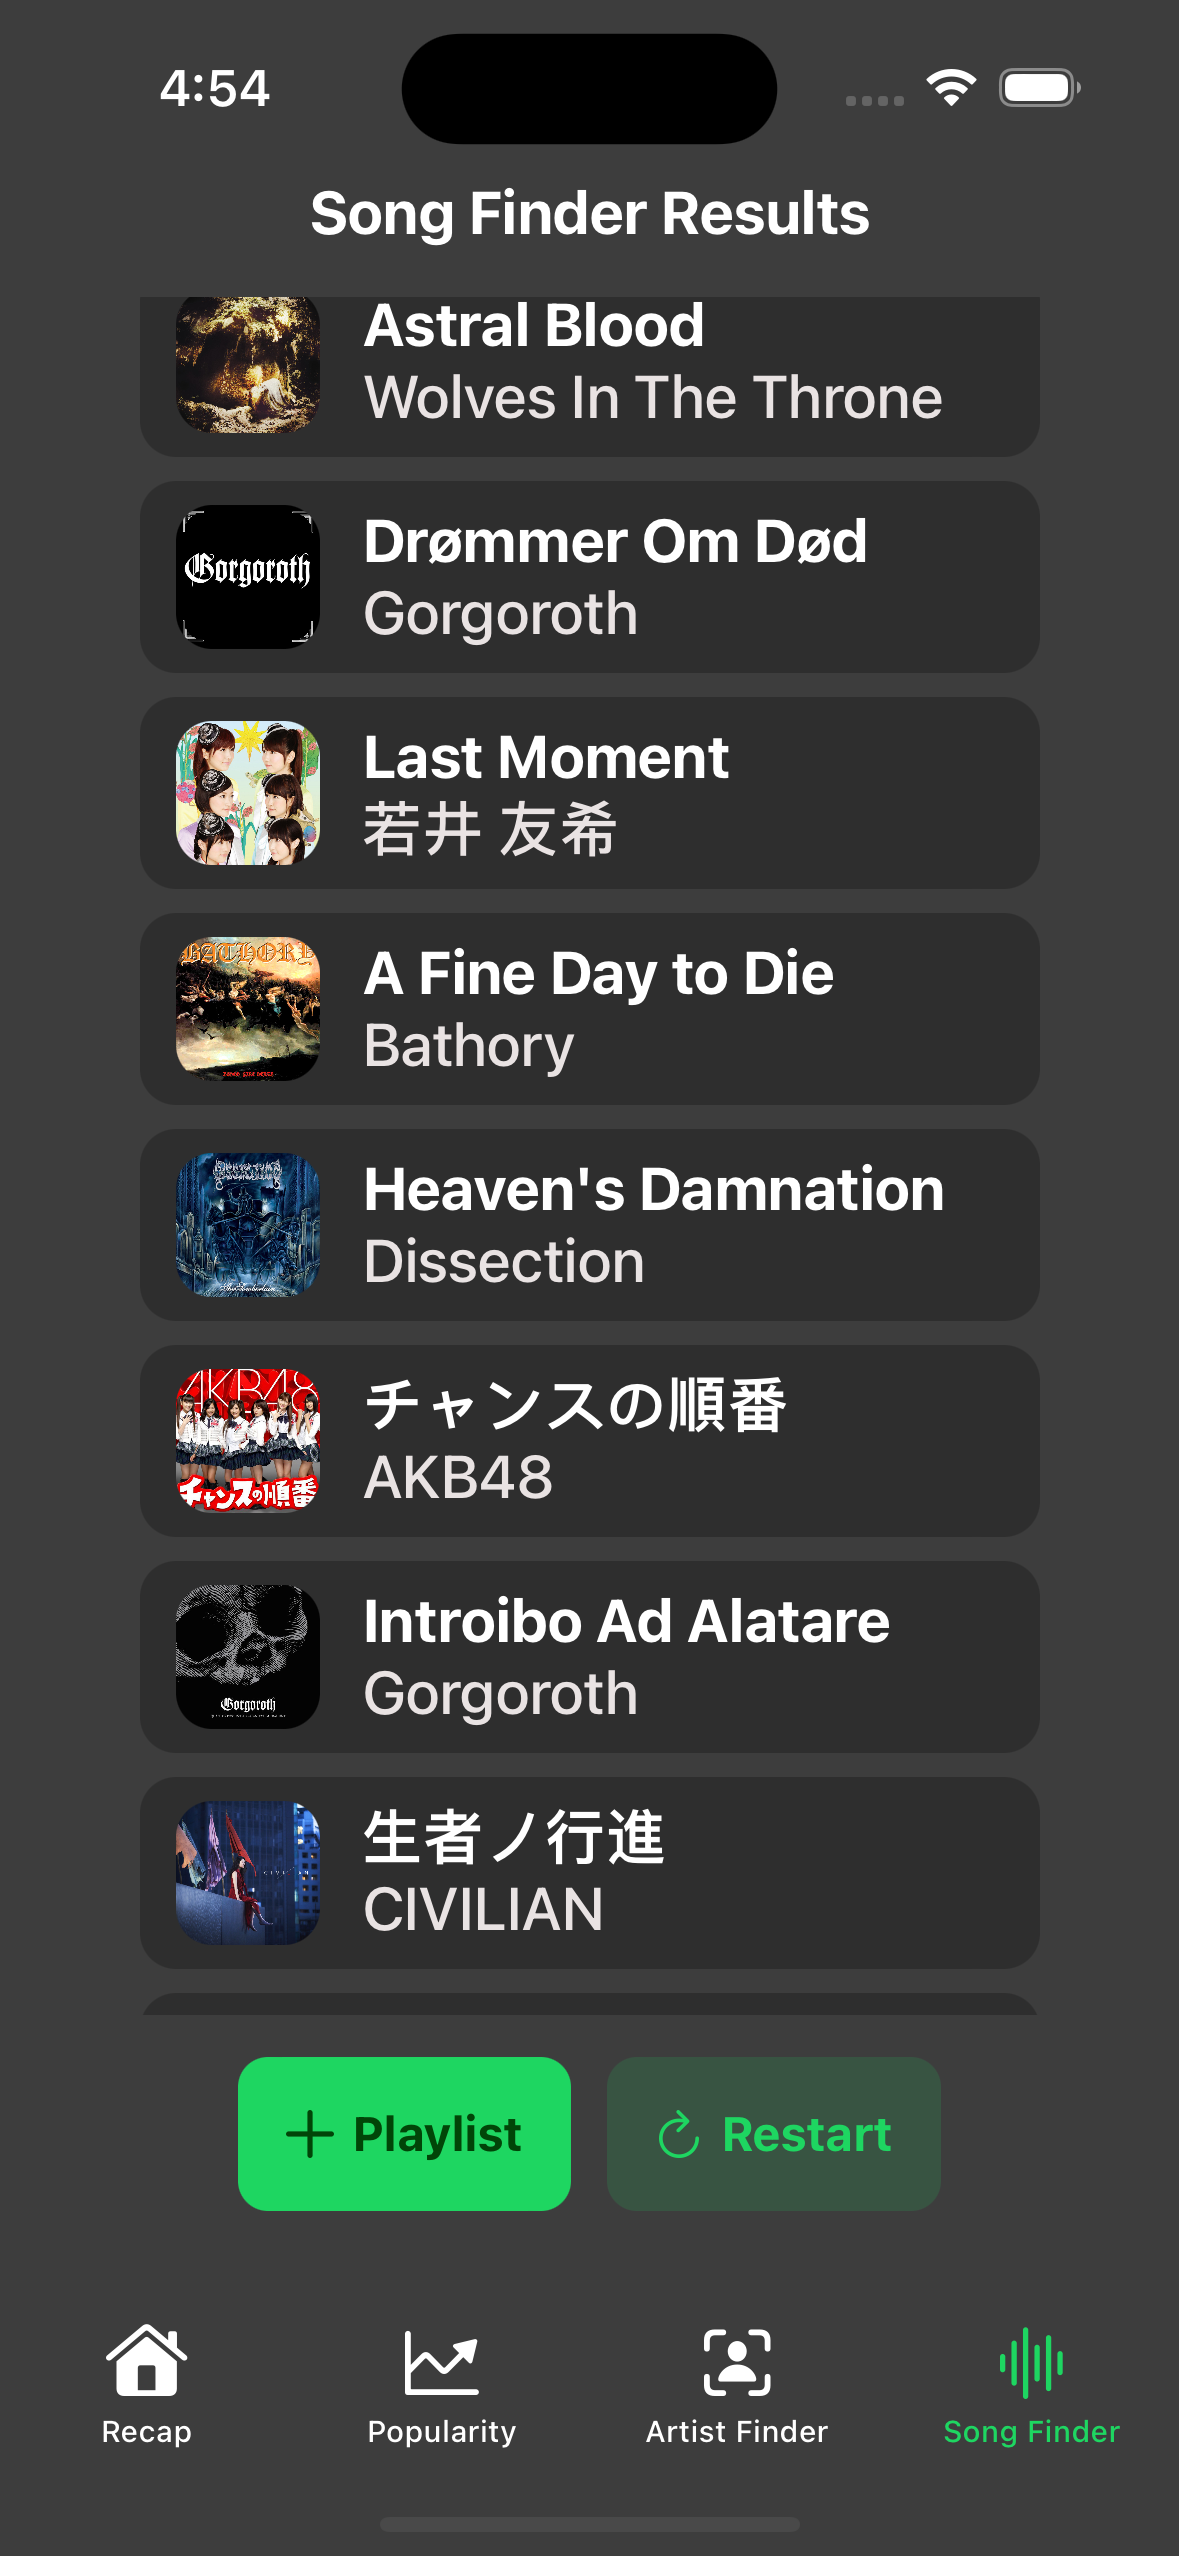 4:54
Song Finder Results
Astral Blood
Wolves In The Throne
Gorgoroth
Drømmer Om Død
Gorgoroth
Last Moment
若井 友希
BATHORY
A Fine Day to Die
Bathory
Heaven's Damnation
Dissection
AKB48
チャンスの順番
チャンスの順番
AKB48
Gorgoroth
Introibo Ad Alatare
Gorgoroth
CIVILIAN
生者ノ行進
CIVILIAN
Playlist
Restart
Recap
Popularity
Artist Finder
Song Finder